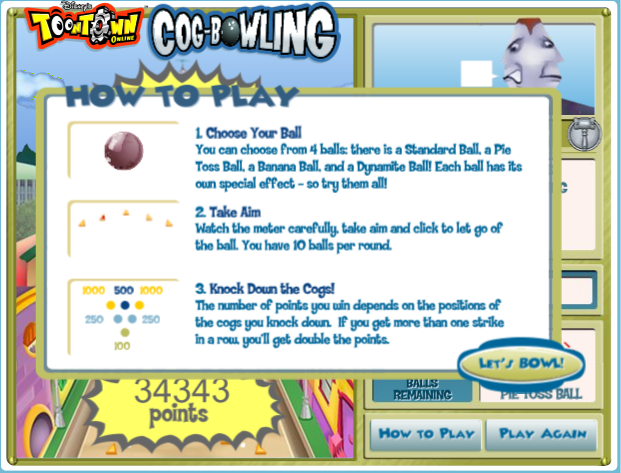 Disney's
TOONTOWN
ONLINE
COG-BOWLING
HOW TO PLAY
1. Choose Your Ball
You can choose from 4 balls: there is a Standard Ball, a Pie
Toss Ball, a Banana Ball, and a Dynamite Ball! Each ball has its
own special effect - so try them all!
2. Take Aim
Watch the meter carefully, take aim and click to let go of
the ball. You have 10 balls per round.
1000 500 1000
250 250
100
3. Knock Down the Cogs!
The number of points you win depends on the positions of
the cogs you knock down. If you get more than one strike
in a row, you'll get double the points.
LET'S BOWL!
34343
points
BALLS
REMAINING
PIE TOSS BALL
HOW TO PLAY
PLAY AGAIN